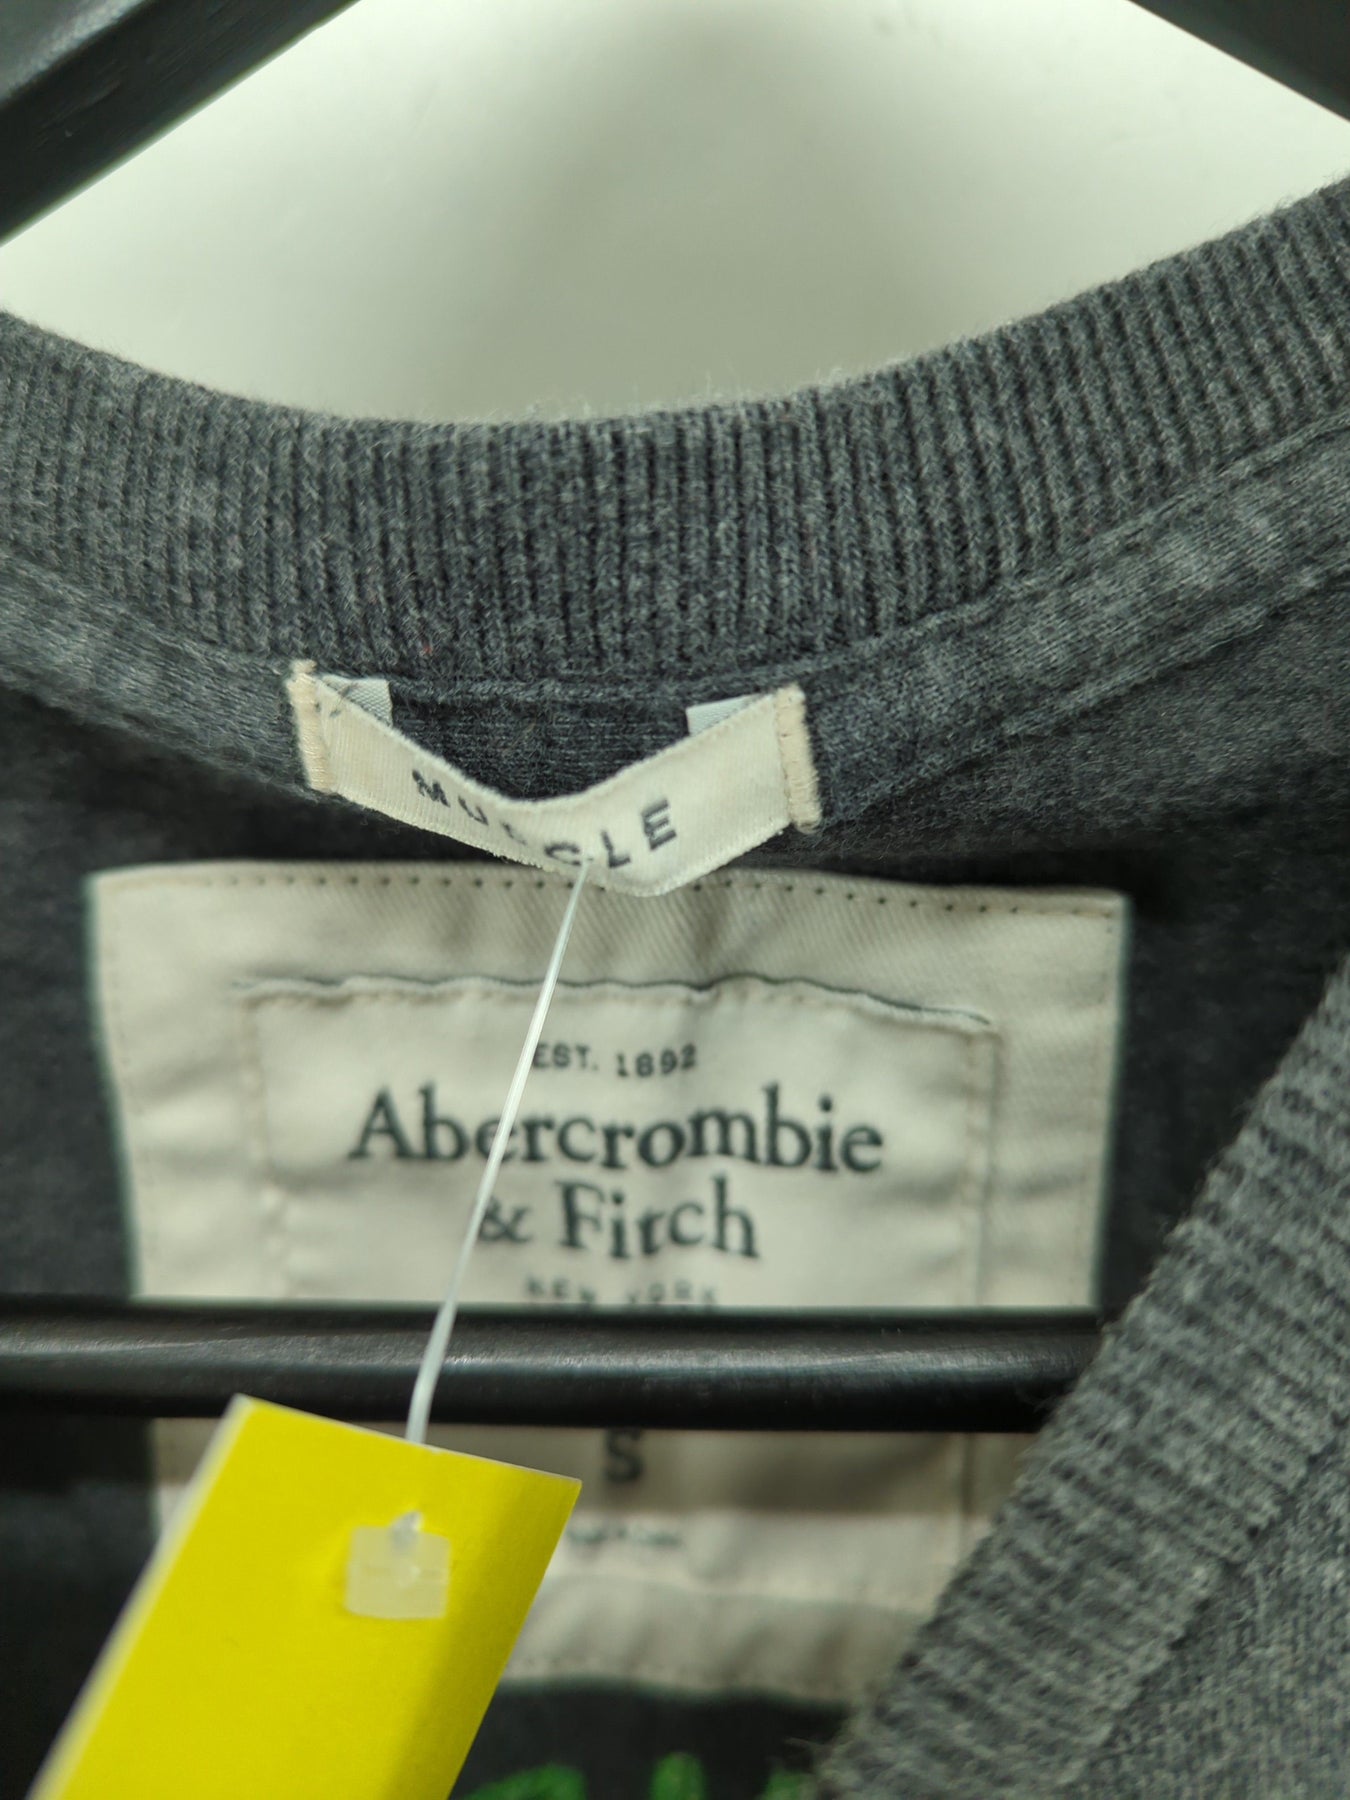 MUSCLE
EST. 1892
Abercrombie
& Fitch
NEW YORK
S